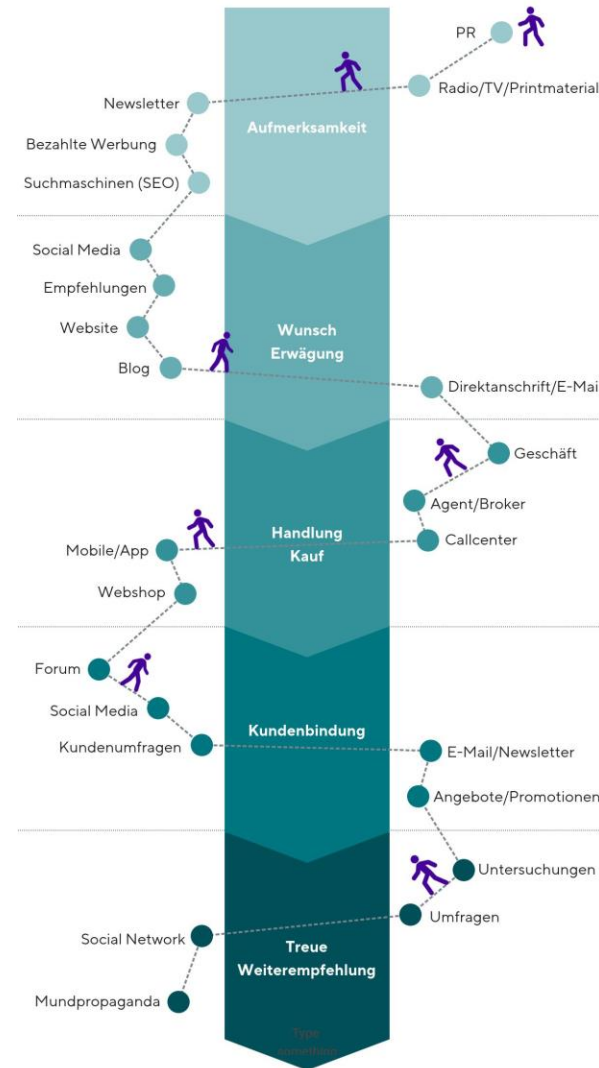 PR
Radio/TV/Printmaterial
Newsletter
Aufmerksamkeit
Bezahlte Werbung
Suchmaschinen (SEO)
Social Media
Empfehlungen
Website
Wunsch
Erwägung
Blog
Direktanschrift/E-Mai
Geschäft
Agent/Broker
Handlung
Kauf
Callcenter
Mobile/App
Webshop
Forum
Social Media
Kundenbindung
Kundenumfragen
E-Mail/Newsletter
Angebote/Promotionen
Untersuchungen
Umfragen
Social Network
Treue
Weiterempfehlung
Mundpropaganda
Type
something